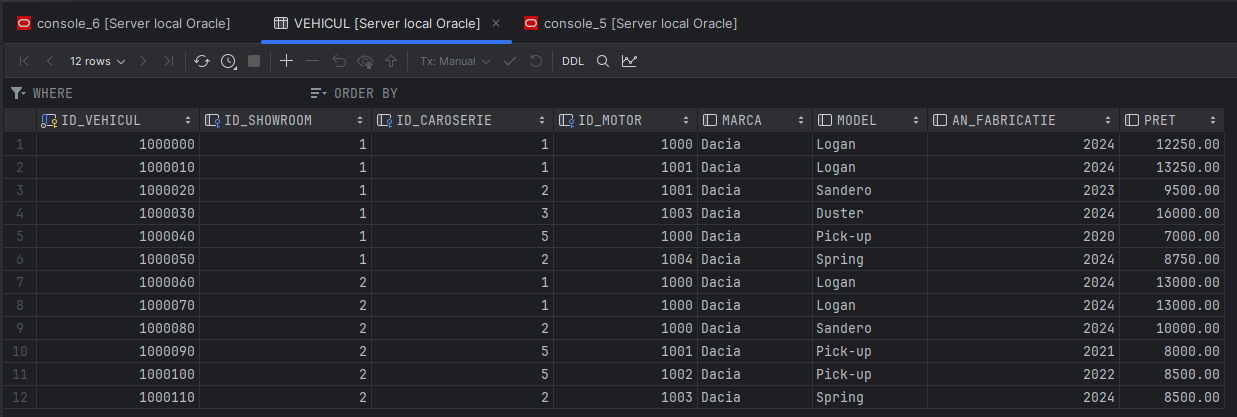 console_6 [Server local Oracle] VEHICUL [Server local Oracle] console_5 [Server local Oracle]
12 rows Tx: Manual DDL
WHERE ORDER BY
ID_VEHICUL ID_SHOWROOM ID_CAROSERIE ID_MOTOR MARCA MODEL AN_FABRICATIE PRET
1 1000000 1 1 1000 Dacia Logan 2024 12250.00
2 1000010 1 1 1001 Dacia Logan 2024 13250.00
3 1000020 1 2 1001 Dacia Sandero 2023 9500.00
4 1000030 1 3 1003 Dacia Duster 2024 16000.00
5 1000040 1 5 1000 Dacia Pick-up 2020 7000.00
6 1000050 1 2 1004 Dacia Spring 2024 8750.00
7 1000060 2 1 1000 Dacia Logan 2024 13000.00
8 1000070 2 1 1000 Dacia Logan 2024 13000.00
9 1000080 2 2 1000 Dacia Sandero 2024 10000.00
10 1000090 2 5 1001 Dacia Pick-up 2021 8000.00
11 1000100 2 5 1002 Dacia Pick-up 2022 8500.00
12 1000110 2 2 1003 Dacia Spring 2024 8500.00